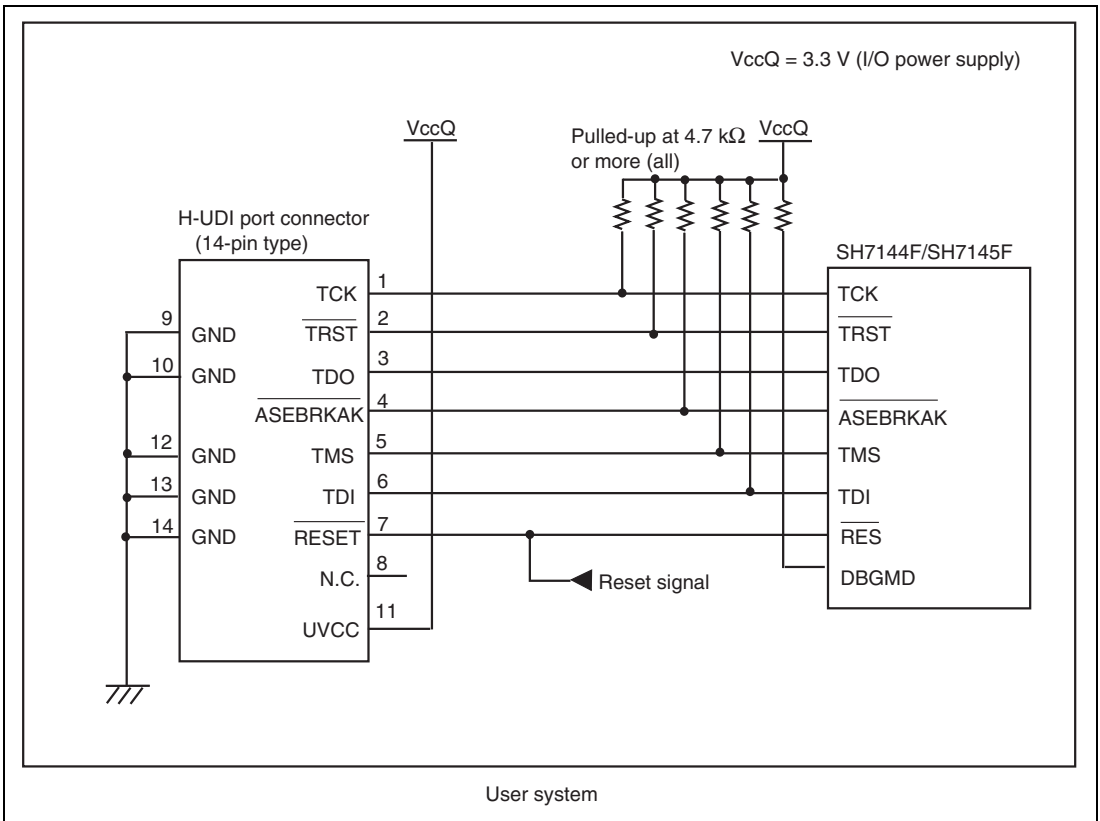 VccQ = 3.3 V (I/O power supply)
VccQ
Pulled-up at 4.7 kΩ
or more (all)
VccQ
H-UDI port connector
(14-pin type)
SH7144F/SH7145F
TCK
1
TCK
9
GND
TRST
2
TRST
10
GND
TDO
3
TDO
ASEBRKAK
4
ASEBRKAK
12
GND
TMS
5
TMS
13
GND
TDI
6
TDI
14
GND
RESET
7
RES
N.C.
8
Reset signal
DBGMD
UVCC
11
User system